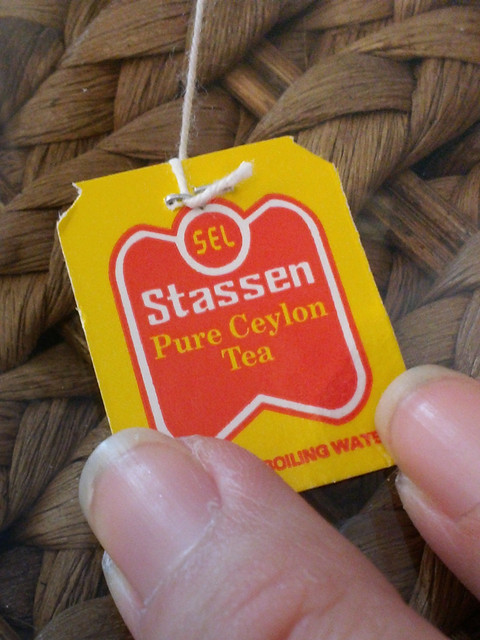 SEL
Stassen
Pure Ceylon
Tea
BOILING WATE